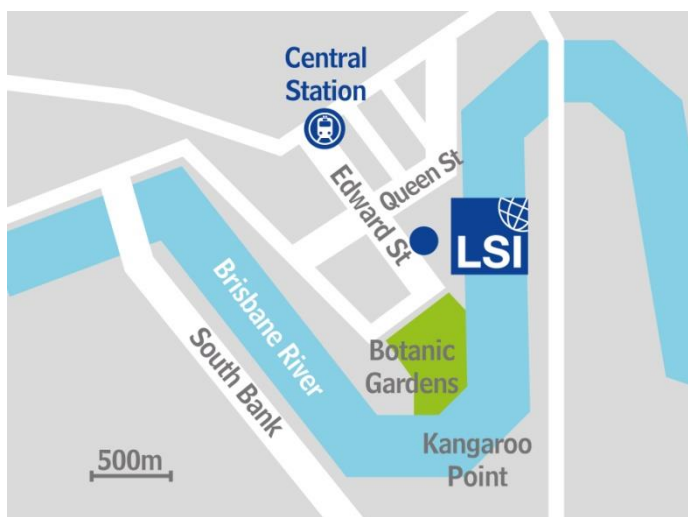 Central
Station
Queen St
Edward St
LSI
Brisbane River
South Bank
Botanic
Gardens
Kangaroo
Point
500m